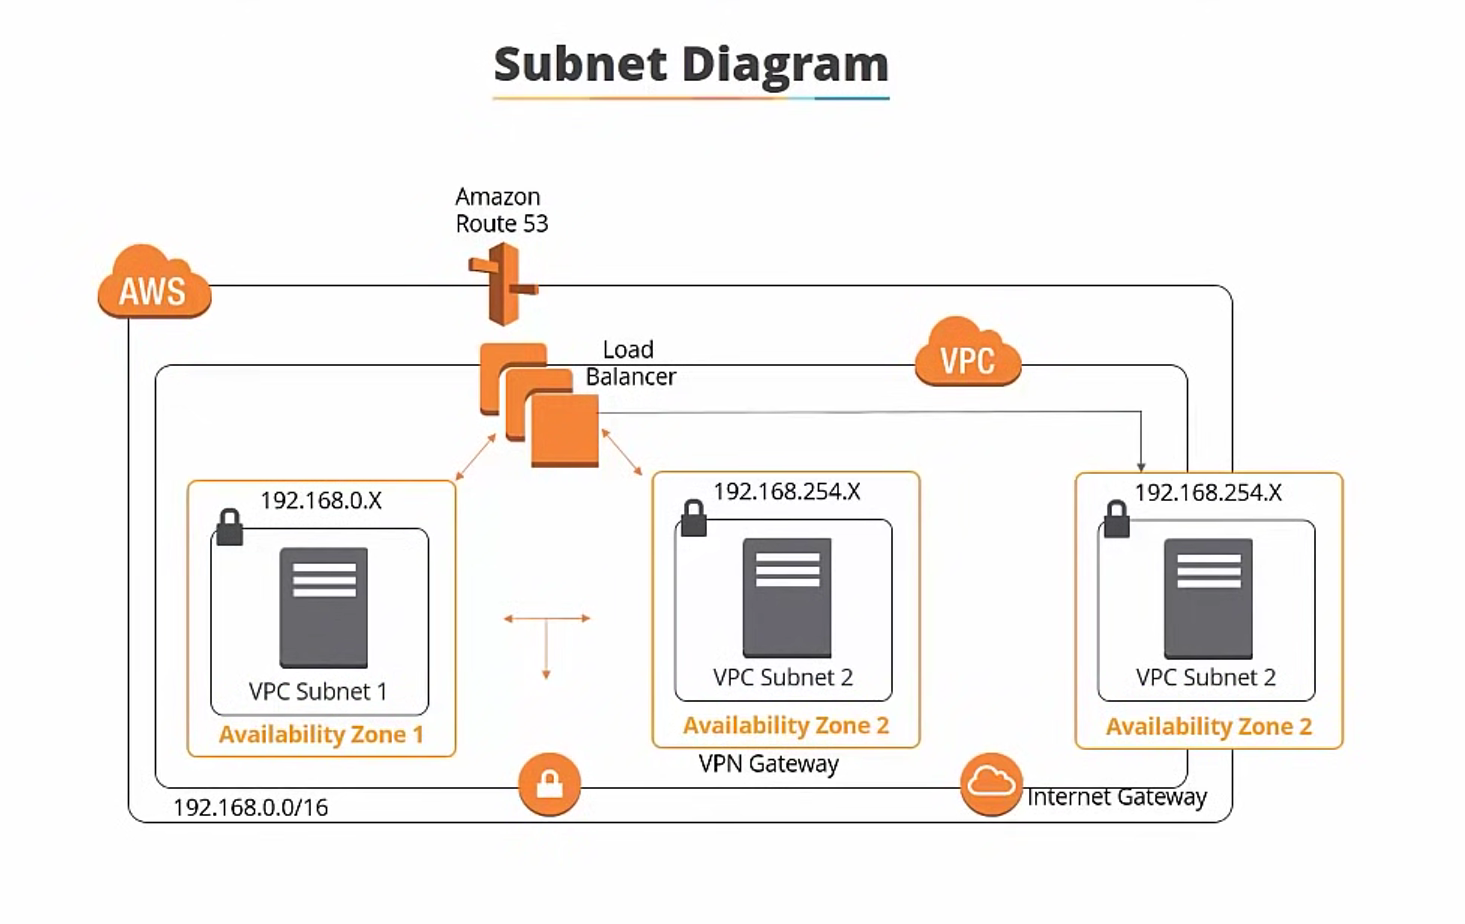 Subnet Diagram
Amazon
Route 53
AWS
Load
Balancer
VPC
192.168.0.X
VPC Subnet 1
Availability Zone 1
192.168.254.X
VPC Subnet 2
Availability Zone 2
192.168.254.X
VPC Subnet 2
Availability Zone 2
VPN Gateway
Internet Gateway
192.168.0.0/16